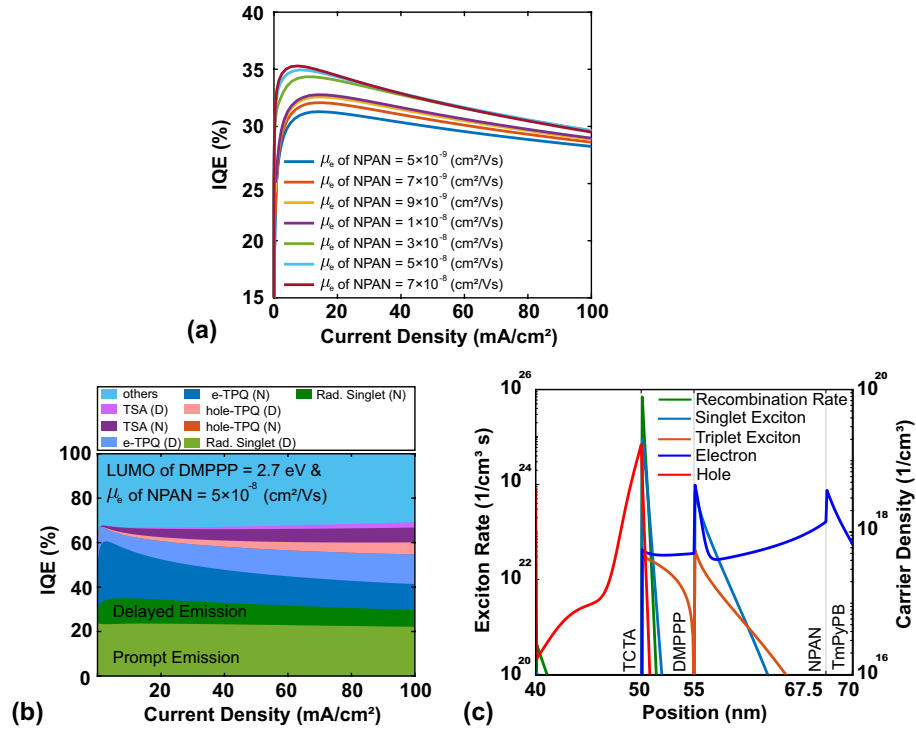 40
35
30
25
20
15
IQE (%)
μe of NPAN = 5×10⁻⁹ (cm²/Vs)
μe of NPAN = 7×10⁻⁹ (cm²/Vs)
μe of NPAN = 9×10⁻⁹ (cm²/Vs)
μe of NPAN = 1×10⁻⁸ (cm²/Vs)
μe of NPAN = 3×10⁻⁸ (cm²/Vs)
μe of NPAN = 5×10⁻⁸ (cm²/Vs)
μe of NPAN = 7×10⁻⁸ (cm²/Vs)
0 20 40 60 80 100
Current Density (mA/cm²)
(a)
others e-TPQ (N) Rad. Singlet (N)
TSA (D) hole-TPQ (D)
TSA (N) hole-TPQ (N)
e-TPQ (D) Rad. Singlet (D)
100
80
60
40
20
0
IQE (%)
LUMO of DMPPP = 2.7 eV &
μe of NPAN = 5×10⁻⁸ (cm²/Vs)
Delayed Emission
Prompt Emission
20 40 60 80 100
Current Density (mA/cm²)
(b)
10²⁶
10²⁴
10²²
10²⁰
Exciton Rate (1/cm³ s)
Recombination Rate
Singlet Exciton
Triplet Exciton
Electron
Hole
TCTA
DMPPP
NPAN
TmPyPB
10²⁰
10¹⁸
10¹⁶
Carrier Density (1/cm³)
40 50 55 67.5 70
Position (nm)
(c)